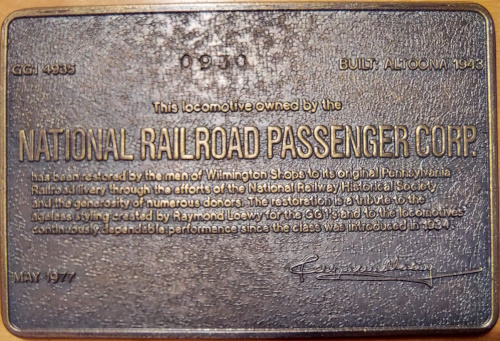 GG1 4935 0930 BUILT: ALTOONA 1943
This locomotive owned by the
NATIONAL RAILROAD PASSENGER CORP.
has been restored by the men of Wilmington Shops to its original Pennsylvania
Railroad livery through the efforts of the National Railway Historical Society
and the generosity of numerous donors. The restoration is a tribute to the
ageless styling created by Raymond Loewy for the GG1's and to the locomotives'
continuously dependable performance since the class was introduced in 1934.
MAY 1977 Raymond Loewy